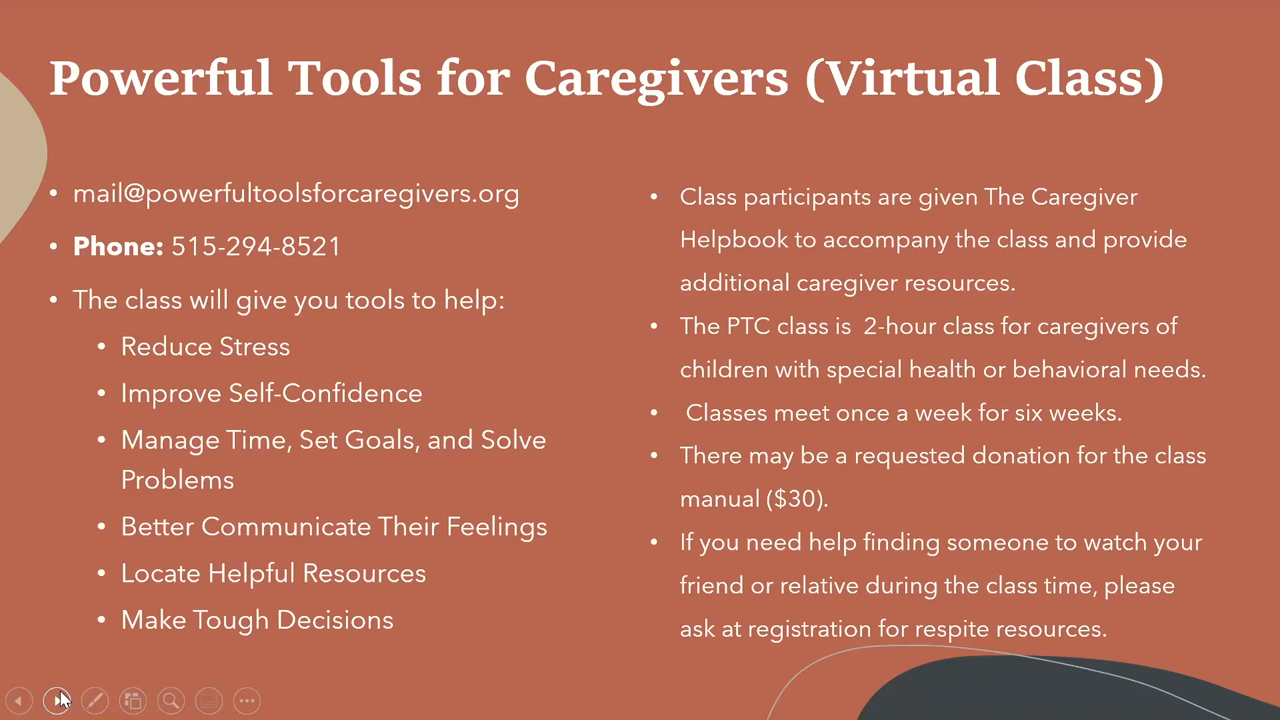 Powerful Tools for Caregivers (Virtual Class)
• mail@powerfultoolsforcaregivers.org
• Phone: 515-294-8521
• The class will give you tools to help:
• Reduce Stress
• Improve Self-Confidence
• Manage Time, Set Goals, and Solve
Problems
• Better Communicate Their Feelings
• Locate Helpful Resources
• Make Tough Decisions
• Class participants are given The Caregiver
Helpbook to accompany the class and provide
additional caregiver resources.
• The PTC class is  2-hour class for caregivers of
children with special health or behavioral needs.
•  Classes meet once a week for six weeks.
• There may be a requested donation for the class
manual ($30).
• If you need help finding someone to watch your
friend or relative during the class time, please
ask at registration for respite resources.